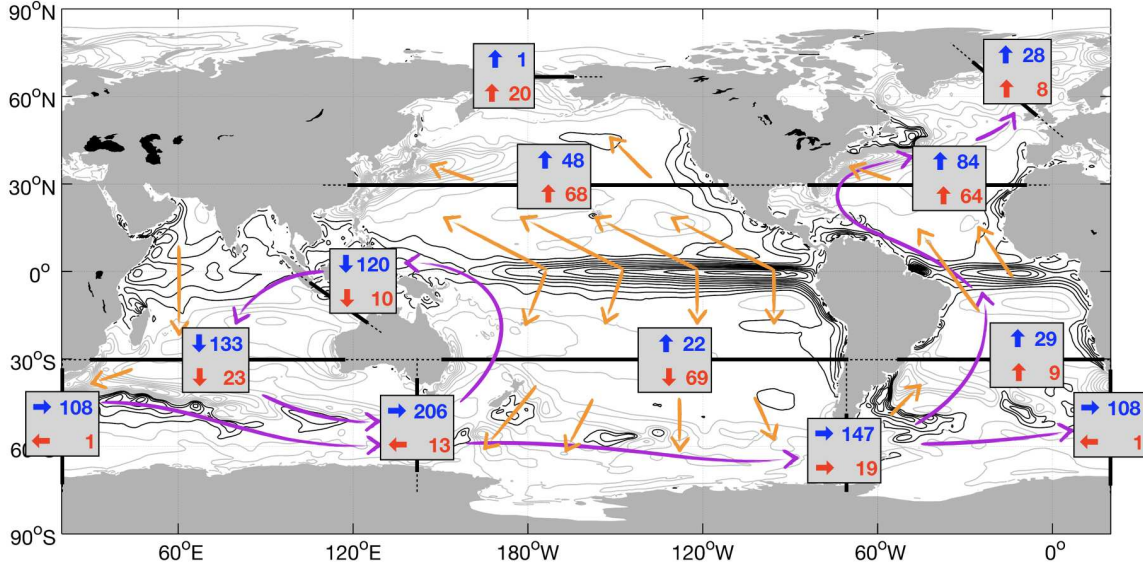 90°N
60°N
30°N
0°
30°S
60°S
90°S
↑ 1
↑ 20
↑ 28
↑ 8
↑ 48
↑ 68
↑ 84
↑ 64
↓ 120
↓ 10
↓ 133
↓ 23
↑ 22
↓ 69
↑ 29
↑ 9
→ 108
← 1
→ 206
← 13
→ 147
→ 19
→ 108
← 1
60°E
120°E
180°W
120°W
60°W
0°